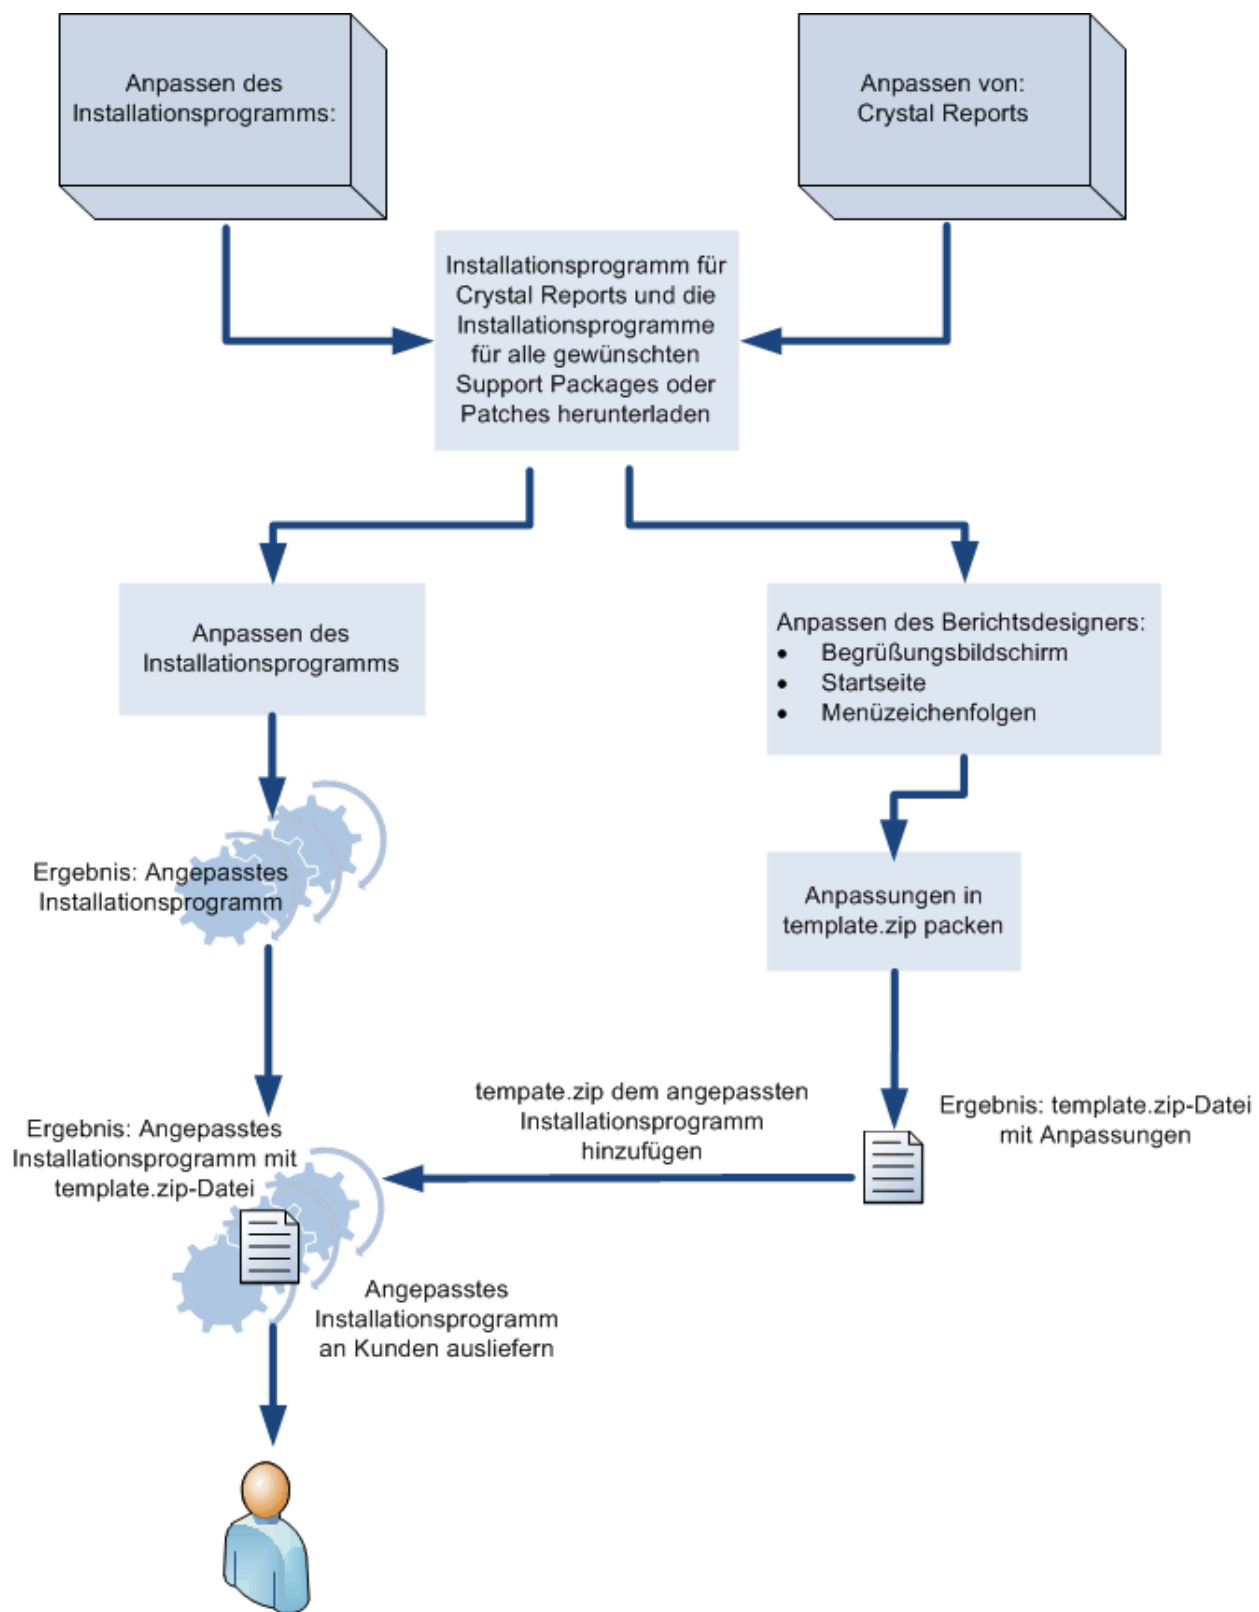 Anpassen des
Installationsprogramms:
Anpassen von:
Crystal Reports
Installationsprogramm für
Crystal Reports und die
Installationsprogramme
für alle gewünschten
Support Packages oder
Patches herunterladen
Anpassen des
Installationsprogramms
Anpassen des Berichtsdesigners:
• Begrüßungsbildschirm
• Startseite
• Menüzeichenfolgen
Ergebnis: Angepasstes
Installationsprogramm
Anpassungen in
template.zip packen
tempate.zip dem angepassten
Installationsprogramm
hinzufügen
Ergebnis: template.zip-Datei
mit Anpassungen
Ergebnis: Angepasstes
Installationsprogramm mit
template.zip-Datei
Angepasstes
Installationsprogramm
an Kunden ausliefern